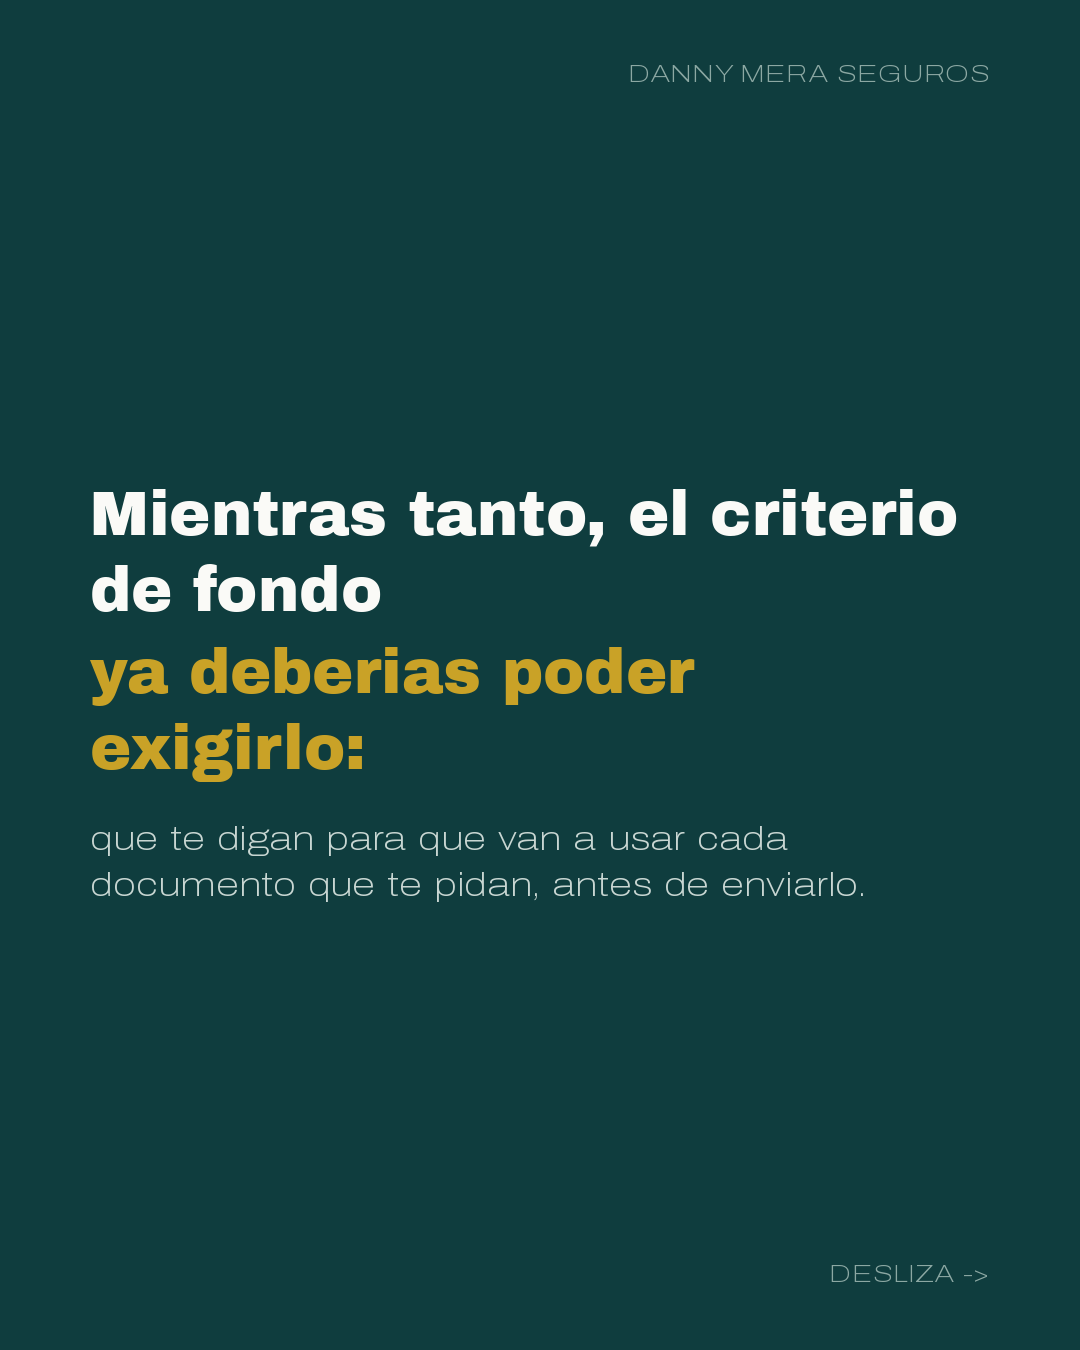 DANNY MERA SEGUROS
Mientras tanto, el criterio
de fondo
ya deberias poder
exigirlo:
que te digan para que van a usar cada
documento que te pidan, antes de enviarlo.
DESLIZA ->